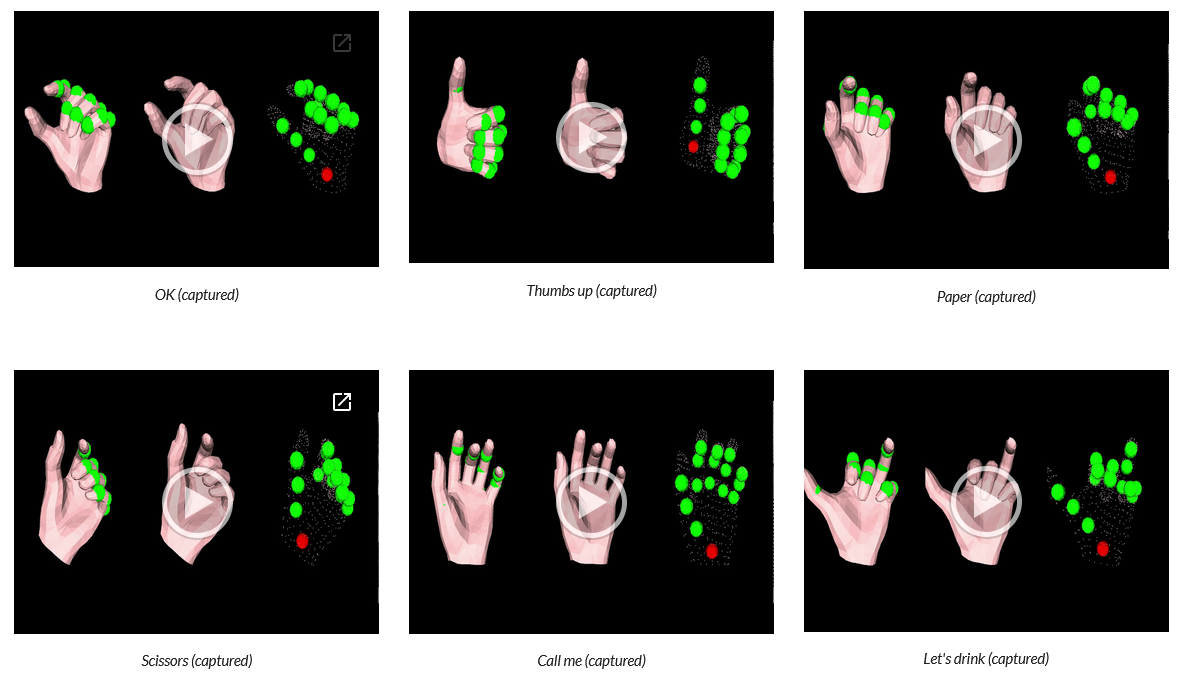 OK (captured)
Thumbs up (captured)
Paper (captured)
Scissors (captured)
Call me (captured)
Let's drink (captured)